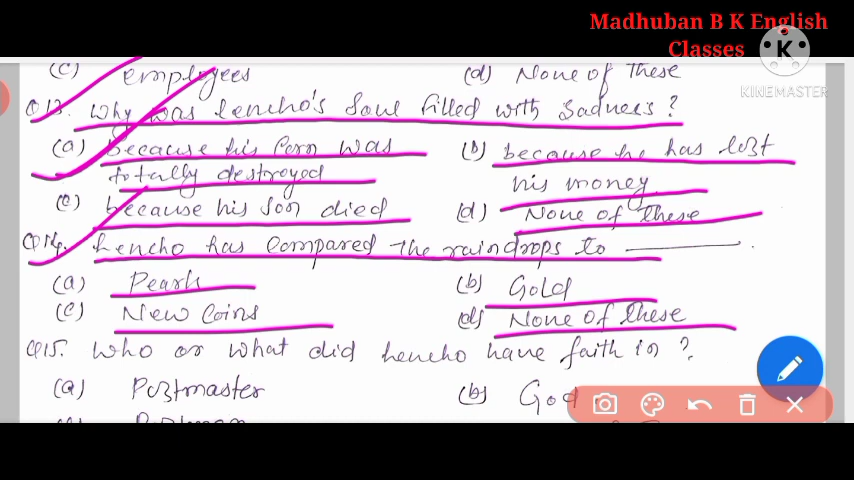 Madhuban B K English
Classes
K
KINEMASTER
(c) employees (d) None of These
Q13. Why was Lencho's Soul filled with Sadness?
(a) because his Corn was (b) because he has lost
totally destroyed his money
(c) because his Son died (d) None of these
Q14. Lencho has Compared the raindrops to ______.
(a) Pearls (b) Gold
(c) New Coins (d) None of these
Q15. Who or what did Lencho have faith in?
(a) Postmaster (b) God